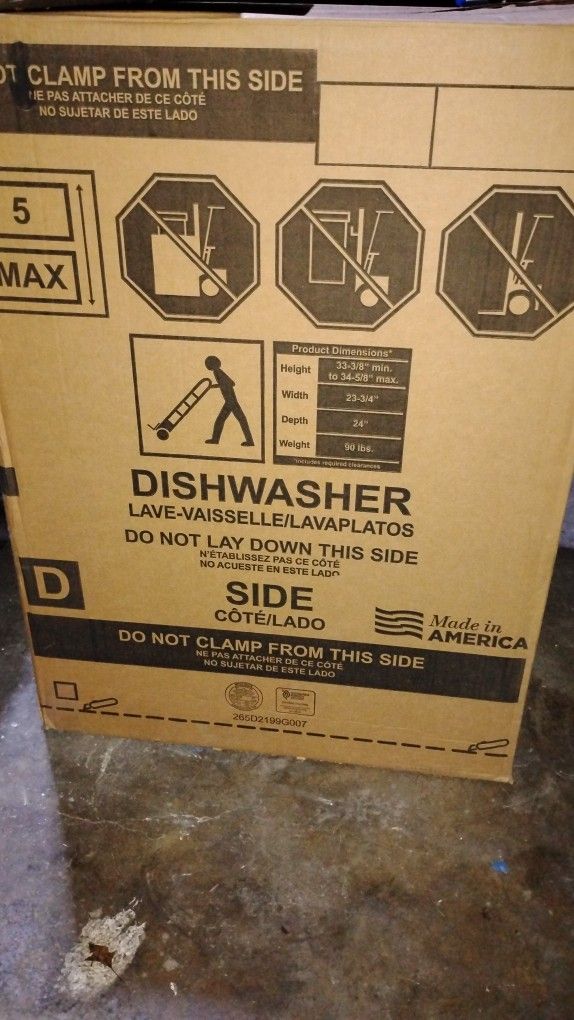 OT CLAMP FROM THIS SIDE
NE PAS ATTACHER DE CE CÔTÉ
NO SUJETAR DE ESTE LADO
5
MAX
Product Dimensions*
Height 33-3/8" min.
to 34-5/8" max.
Width 23-3/4"
Depth 24"
Weight 90 lbs.
*Includes required clearances
DISHWASHER
LAVE-VAISSELLE/LAVAPLATOS
DO NOT LAY DOWN THIS SIDE
N'ÉTABLISSEZ PAS CE CÔTÉ
NO ACUESTE EN ESTE LADO
D
SIDE
CÔTÉ/LADO
Made in
AMERICA
DO NOT CLAMP FROM THIS SIDE
NE PAS ATTACHER DE CE CÔTÉ
NO SUJETAR DE ESTE LADO
265D2199G007